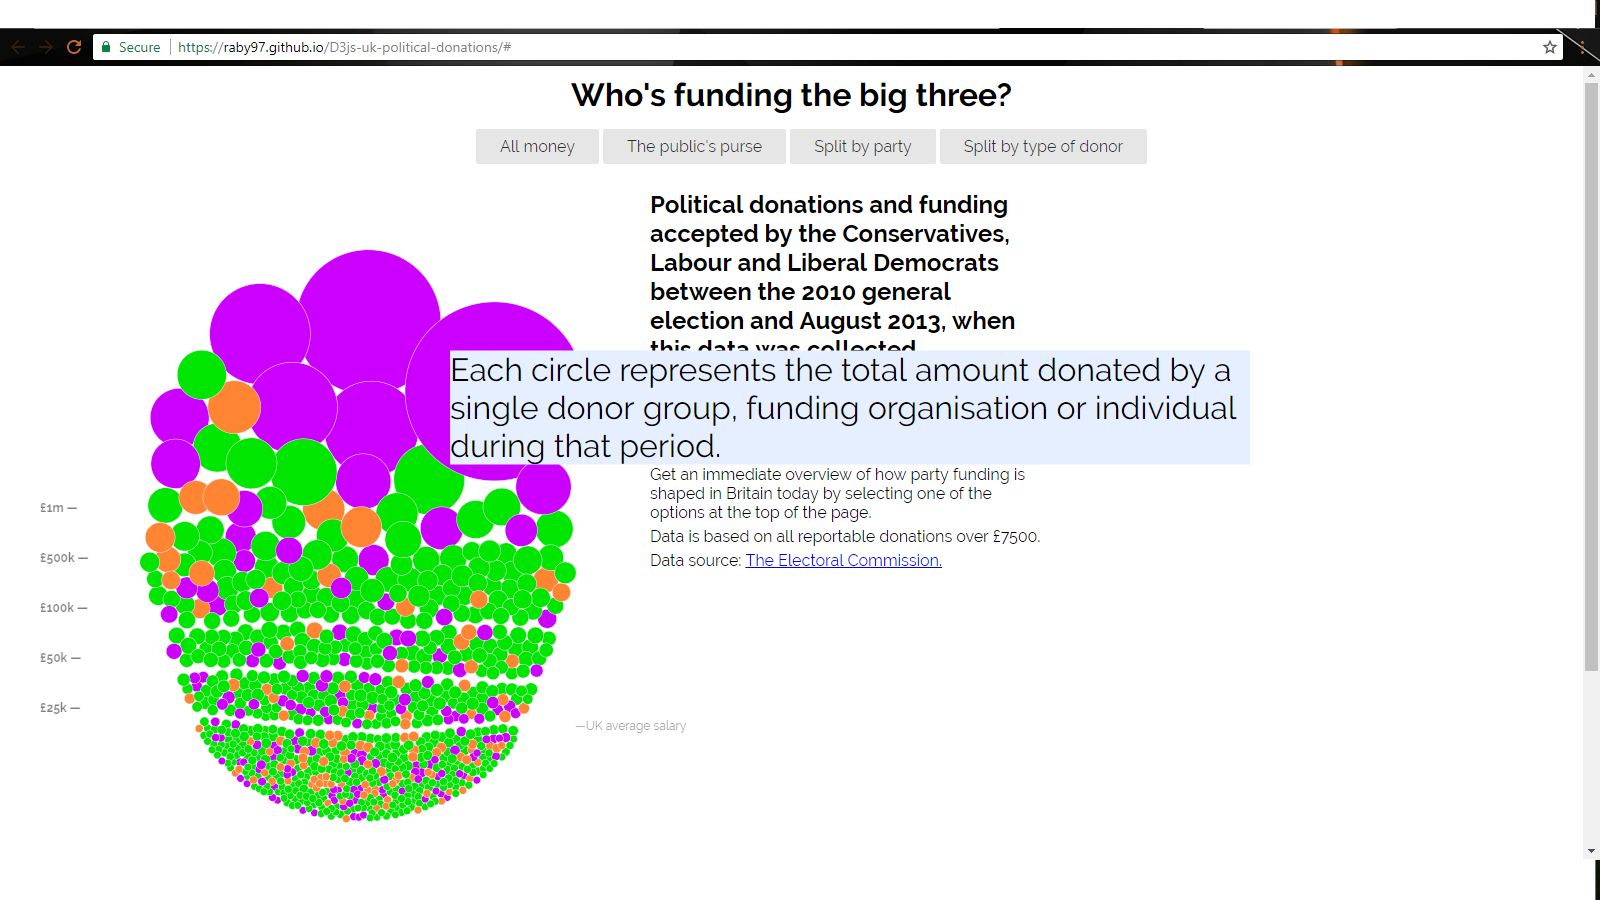 Secure https://raby97.github.io/D3js-uk-political-donations/#
Who's funding the big three?
All money The public's purse Split by party Split by type of donor
Political donations and funding
accepted by the Conservatives,
Labour and Liberal Democrats
between the 2010 general
election and August 2013, when
this data was collected
Each circle represents the total amount donated by a
single donor group, funding organisation or individual
during that period.
Get an immediate overview of how party funding is
shaped in Britain today by selecting one of the
options at the top of the page.
Data is based on all reportable donations over £7500.
Data source: The Electoral Commission.
£1m —
£500k —
£100k —
£50k —
£25k —
—UK average salary